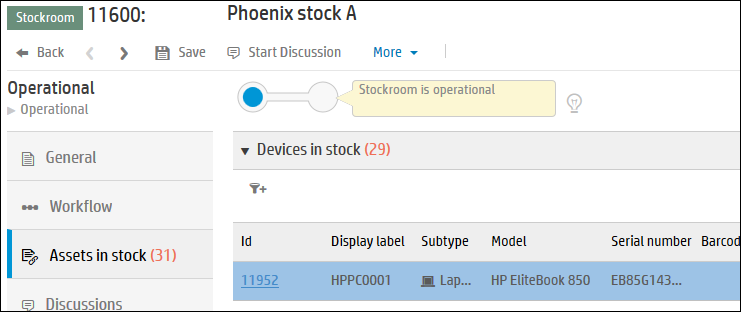 Stockroom 11600: Phoenix stock A
Back Save Start Discussion More
Operational
Operational
Stockroom is operational
General
Workflow
Assets in stock (31)
Discussions
Devices in stock (29)
Id Display label Subtype Model Serial number Barcod
11952 HPPC0001 Lap... HP EliteBook 850 EB85G143...